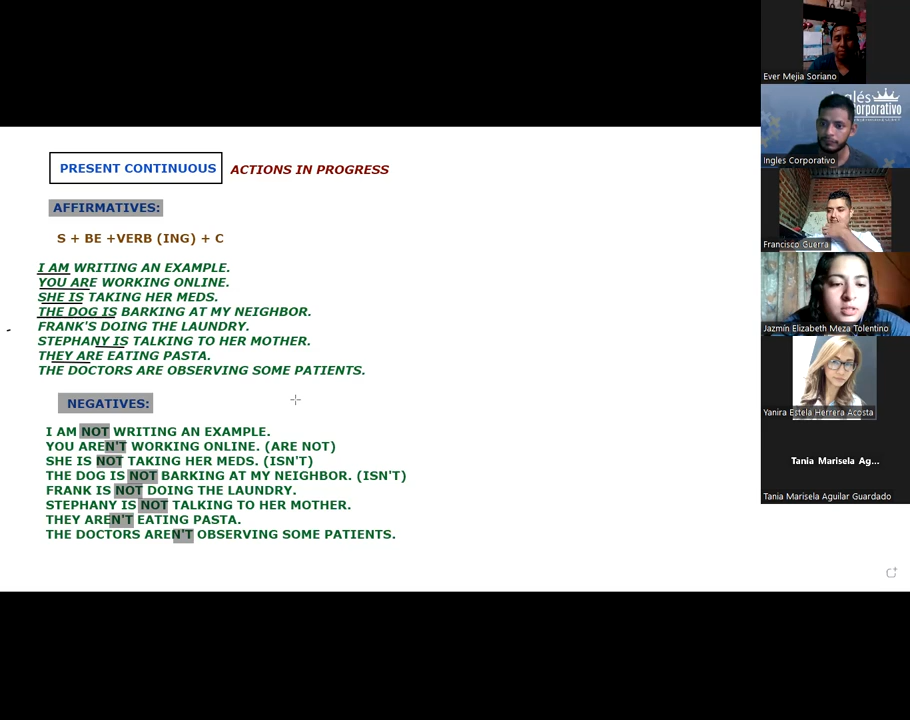 PRESENT CONTINUOUS ACTIONS IN PROGRESS
AFFIRMATIVES:
S + BE +VERB (ING) + C
I AM WRITING AN EXAMPLE.
YOU ARE WORKING ONLINE.
SHE IS TAKING HER MEDS.
THE DOG IS BARKING AT MY NEIGHBOR.
FRANK'S DOING THE LAUNDRY.
STEPHANY IS TALKING TO HER MOTHER.
THEY ARE EATING PASTA.
THE DOCTORS ARE OBSERVING SOME PATIENTS.
NEGATIVES:
I AM NOT WRITING AN EXAMPLE.
YOU AREN'T WORKING ONLINE. (ARE NOT)
SHE IS NOT TAKING HER MEDS. (ISN'T)
THE DOG IS NOT BARKING AT MY NEIGHBOR. (ISN'T)
FRANK IS NOT DOING THE LAUNDRY.
STEPHANY IS NOT TALKING TO HER MOTHER.
THEY AREN'T EATING PASTA.
THE DOCTORS AREN'T OBSERVING SOME PATIENTS.
Ever Mejia Soriano
Ingles Corporativo
Francisco Guerra
Jazmín Elizabeth Meza Tolentino
Yanira Estela Herrera Acosta
Tania Marisela Ag...
Tania Marisela Aguilar Guardado